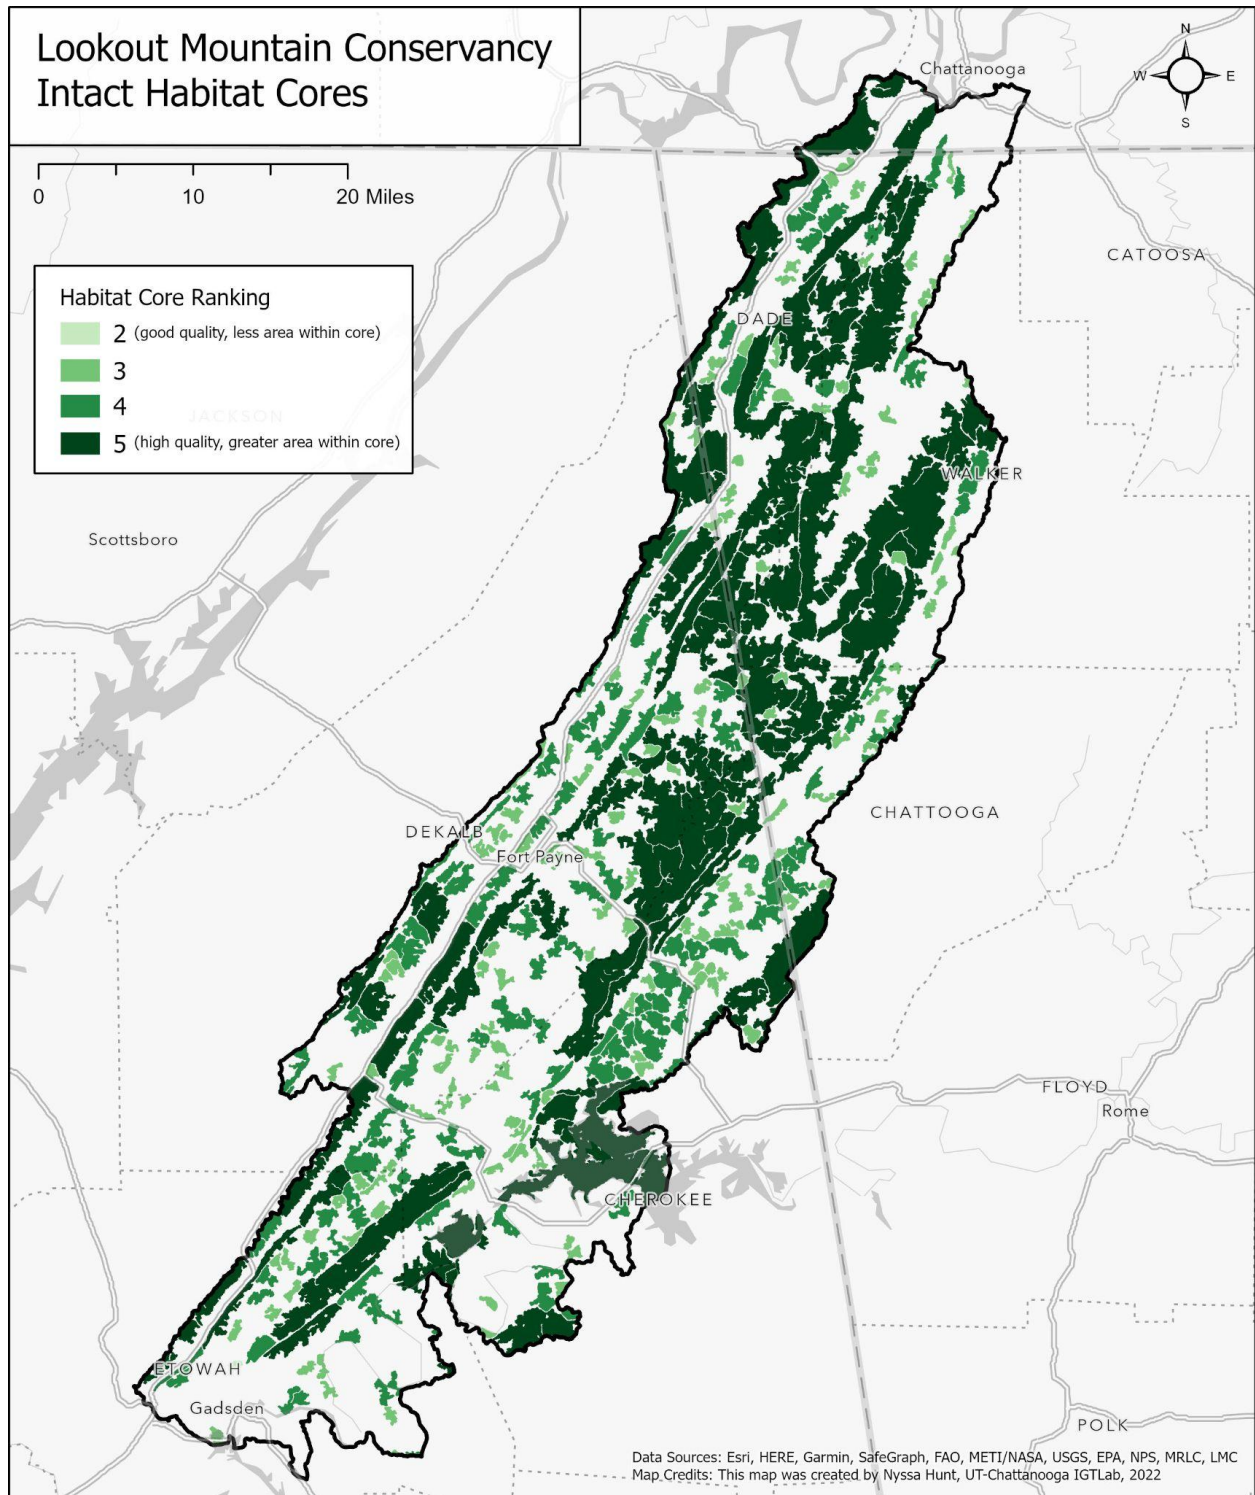 Lookout Mountain Conservancy
Intact Habitat Cores
Chattanooga
N
W E
S
0 10 20 Miles
CATOOSA
Habitat Core Ranking
2 (good quality, less area within core)
3
4
5 (high quality, greater area within core)
DADE
JACKSON
WALKER
Scottsboro
CHATTOOGA
DEKALB
Fort Payne
FLOYD
Rome
CHEROKEE
ETOWAH
Gadsden
POLK
Data Sources: Esri, HERE, Garmin, SafeGraph, FAO, METI/NASA, USGS, EPA, NPS, MRLC, LMC
Map Credits: This map was created by Nyssa Hunt, UT-Chattanooga IGTLab, 2022